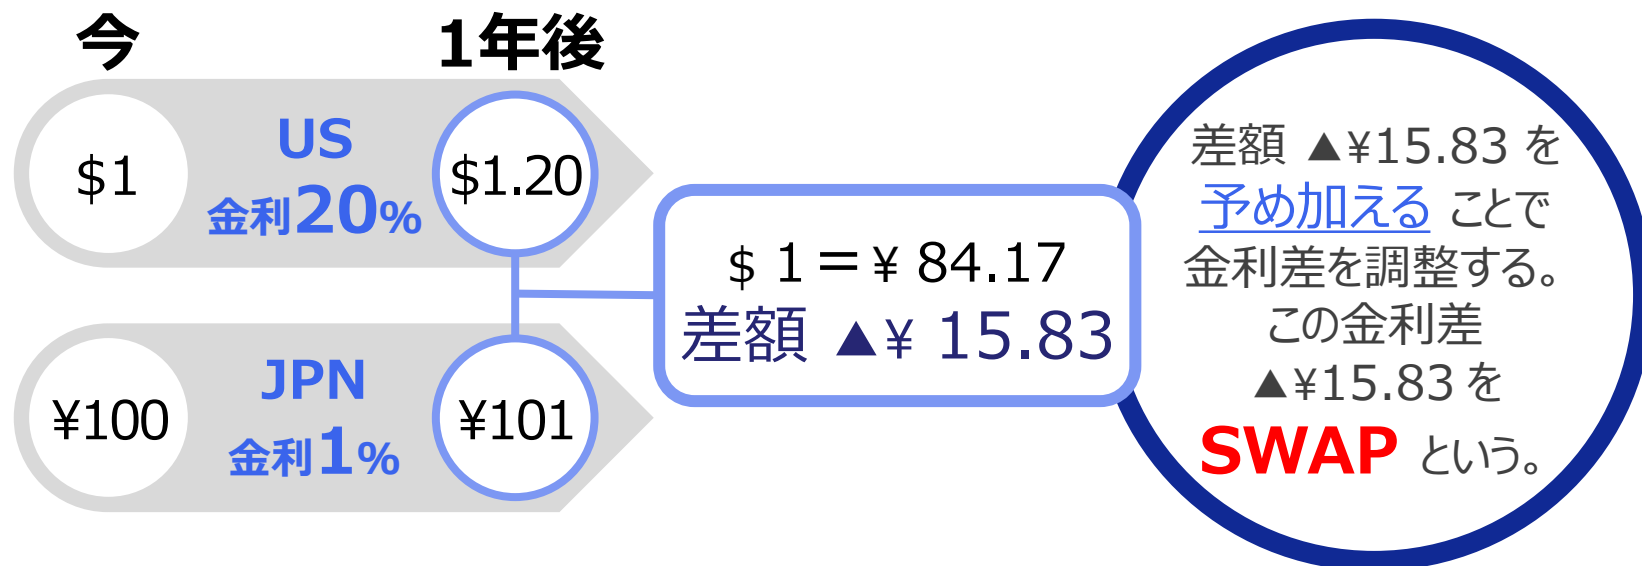 今
1年後
$1
US
金利20%
$1.20
¥100
JPN
金利1%
¥101
$ 1=¥ 84.17
差額 ▲¥ 15.83
差額 ▲¥15.83 を
予め加える ことで
金利差を調整する。
この金利差
▲¥15.83 を
SWAP という。